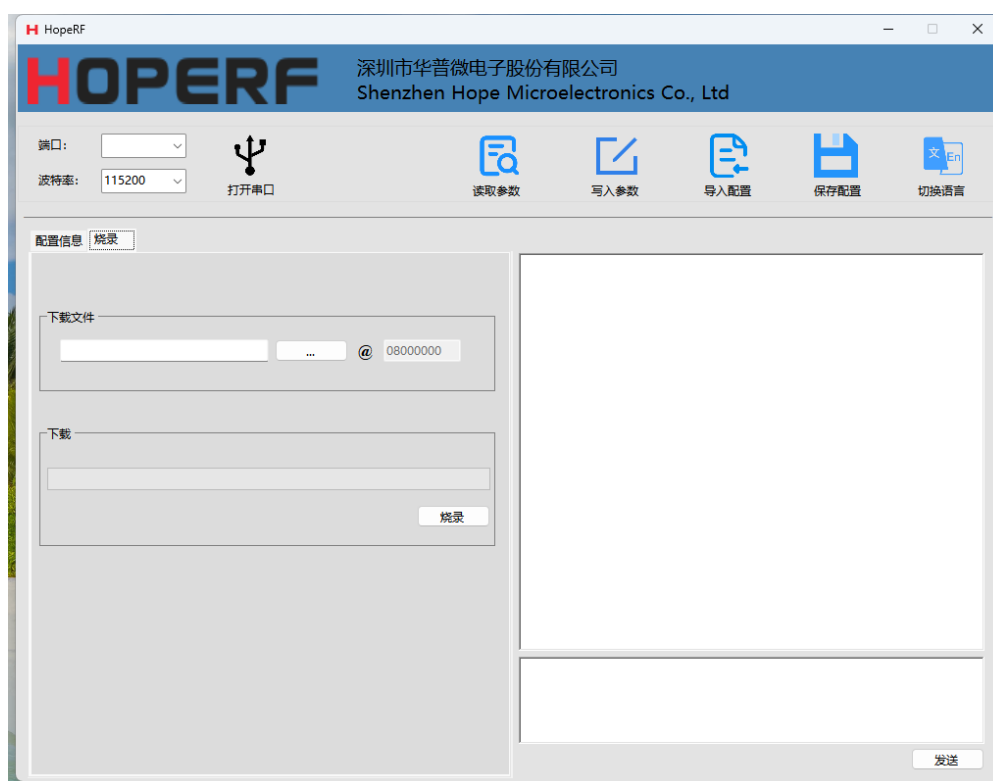 HopeRF
HOPERF
深圳市华普微电子股份有限公司
Shenzhen Hope Microelectronics Co., Ltd
端口:
波特率: 115200
打开串口
读取参数
写入参数
导入配置
保存配置
文 En
切换语言
配置信息 烧录
下载文件
... @ 08000000
下载
烧录
发送